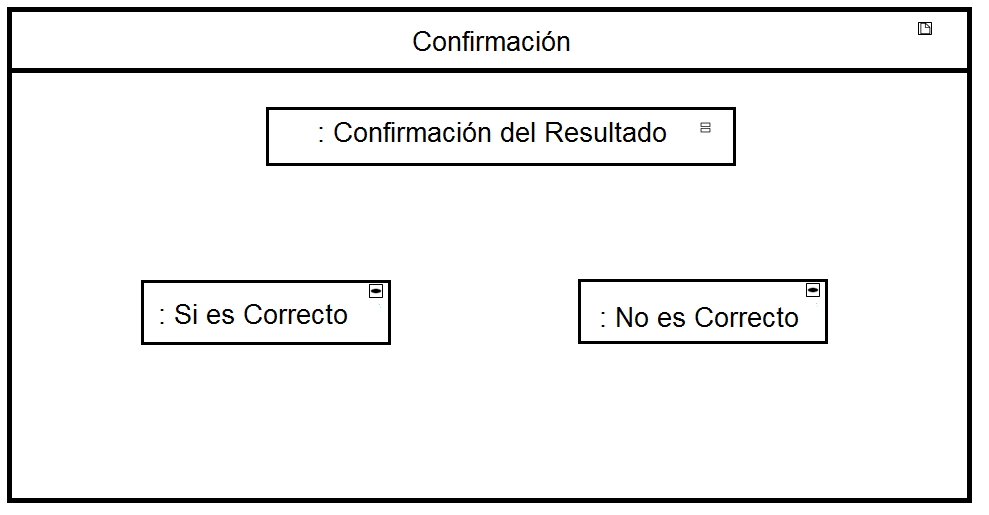 Confirmación
: Confirmación del Resultado
: Si es Correcto
: No es Correcto